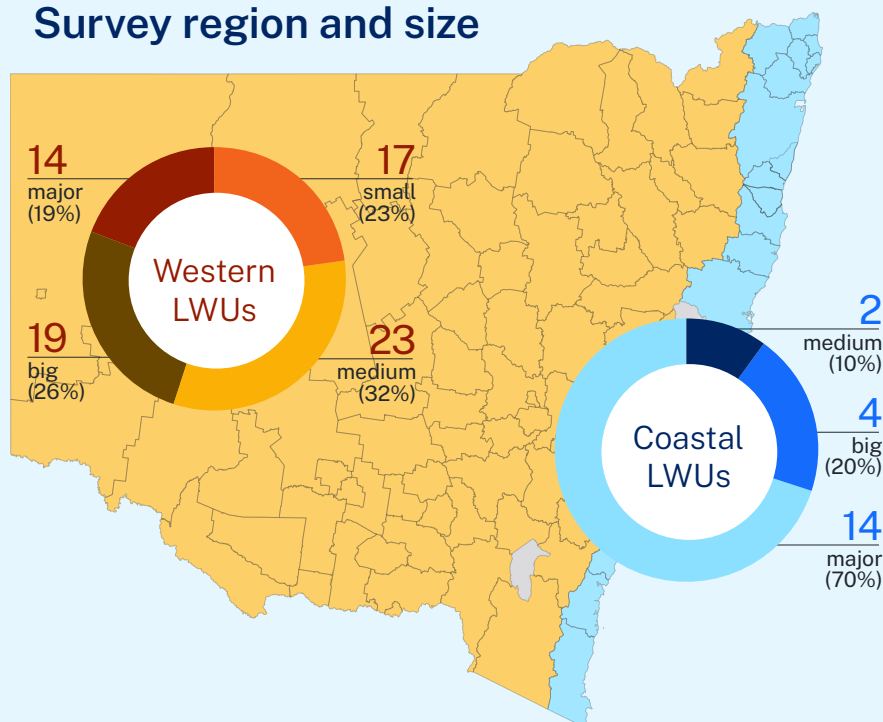 Survey region and size
14
major
(19%)
17
small
(23%)
Western
LWUs
19
big
(26%)
23
medium
(32%)
2
medium
(10%)
4
big
(20%)
Coastal
LWUs
14
major
(70%)